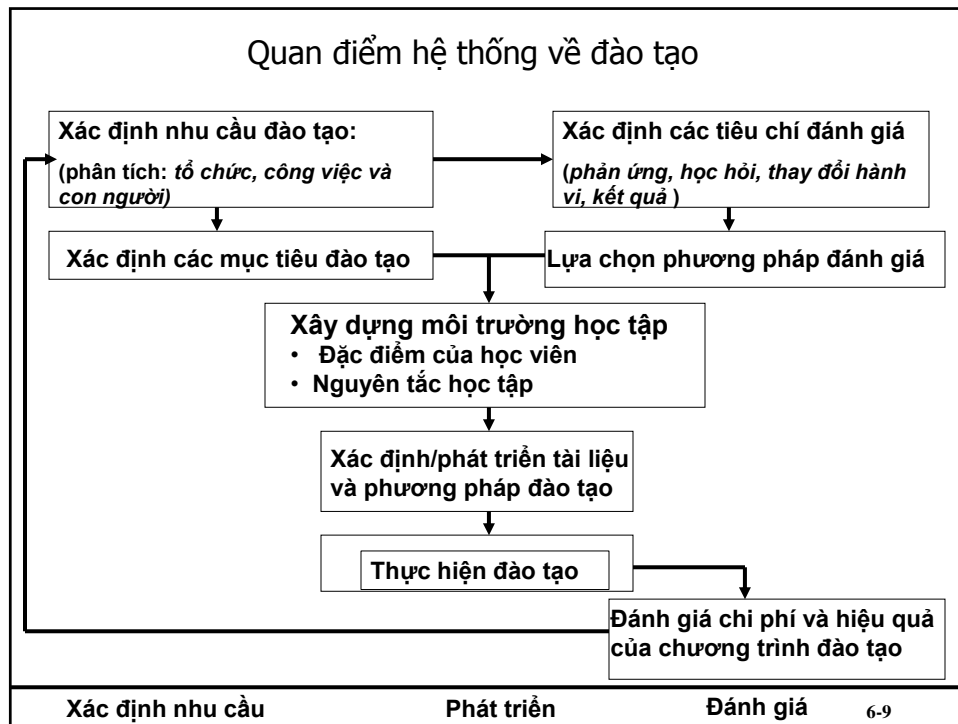 Quan điểm hệ thống về đào tạo
Xác định nhu cầu đào tạo:
(phân tích: tổ chức, công việc và
con người)
Xác định các tiêu chí đánh giá
(phản ứng, học hỏi, thay đổi hành
vi, kết quả )
Xác định các mục tiêu đào tạo
Lựa chọn phương pháp đánh giá
Xây dựng môi trường học tập
• Đặc điểm của học viên
• Nguyên tắc học tập
Xác định/phát triển tài liệu
và phương pháp đào tạo
Thực hiện đào tạo
Đánh giá chi phí và hiệu quả
của chương trình đào tạo
Xác định nhu cầu Phát triển Đánh giá 6-9